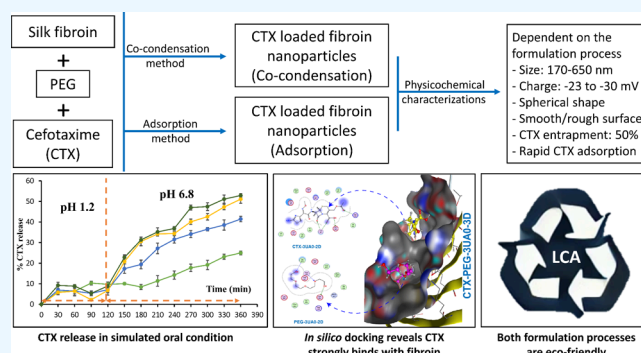 Silk fibroin
+
PEG
+
Cefotaxime
(CTX)
Co-condensation
method
Adsorption
method
CTX loaded fibroin
nanoparticles
(Co-condensation)
CTX loaded fibroin
nanoparticles
(Adsorption)
Physicochemical
characterizations
Dependent on the
formulation process
- Size: 170-650 nm
- Charge: -23 to -30 mV
- Spherical shape
- Smooth/rough surface
- CTX entrapment: 50%
- Rapid CTX adsorption
% CTX release
60
50
40
30
20
10
0
pH 1.2
pH 6.8
Time (min)
0 30 60 90 120 150 180 210 240 270 300 330 360 390
CTX release in simulated oral condition
CTX-3UA0-2D
PEG-3UA0-2D
CTX-PEG-3UA0-3D
In silico docking reveals CTX
strongly binds with fibroin
LCA
Both formulation processes
are eco-friendly